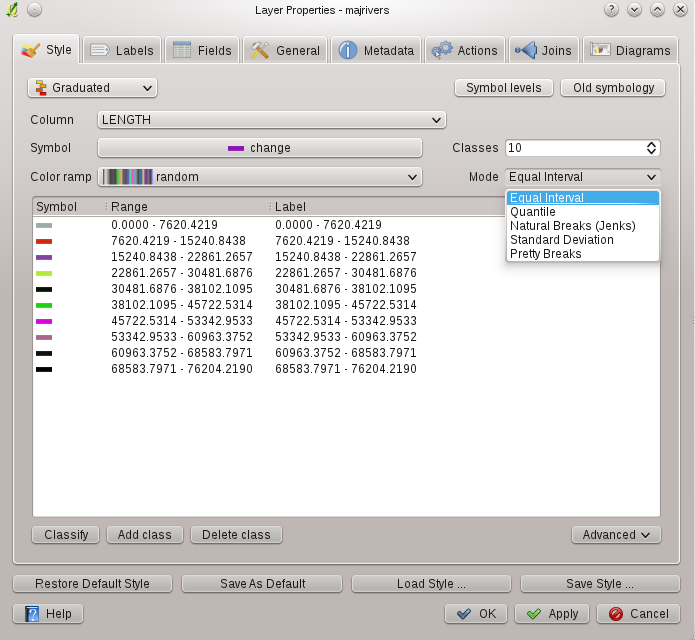 Layer Properties - majrivers
Style Labels Fields General Metadata Actions Joins Diagrams
Graduated Symbol levels Old symbology
Column LENGTH
Symbol change Classes 10
Color ramp random Mode Equal Interval
Equal Interval
Quantile
Natural Breaks (Jenks)
Standard Deviation
Pretty Breaks
Symbol Range Label
0.0000 - 7620.4219 0.0000 - 7620.4219
7620.4219 - 15240.8438 7620.4219 - 15240.8438
15240.8438 - 22861.2657 15240.8438 - 22861.2657
22861.2657 - 30481.6876 22861.2657 - 30481.6876
30481.6876 - 38102.1095 30481.6876 - 38102.1095
38102.1095 - 45722.5314 38102.1095 - 45722.5314
45722.5314 - 53342.9533 45722.5314 - 53342.9533
53342.9533 - 60963.3752 53342.9533 - 60963.3752
60963.3752 - 68583.7971 60963.3752 - 68583.7971
68583.7971 - 76204.2190 68583.7971 - 76204.2190
Classify Add class Delete class Advanced
Restore Default Style Save As Default Load Style ... Save Style ...
Help OK Apply Cancel